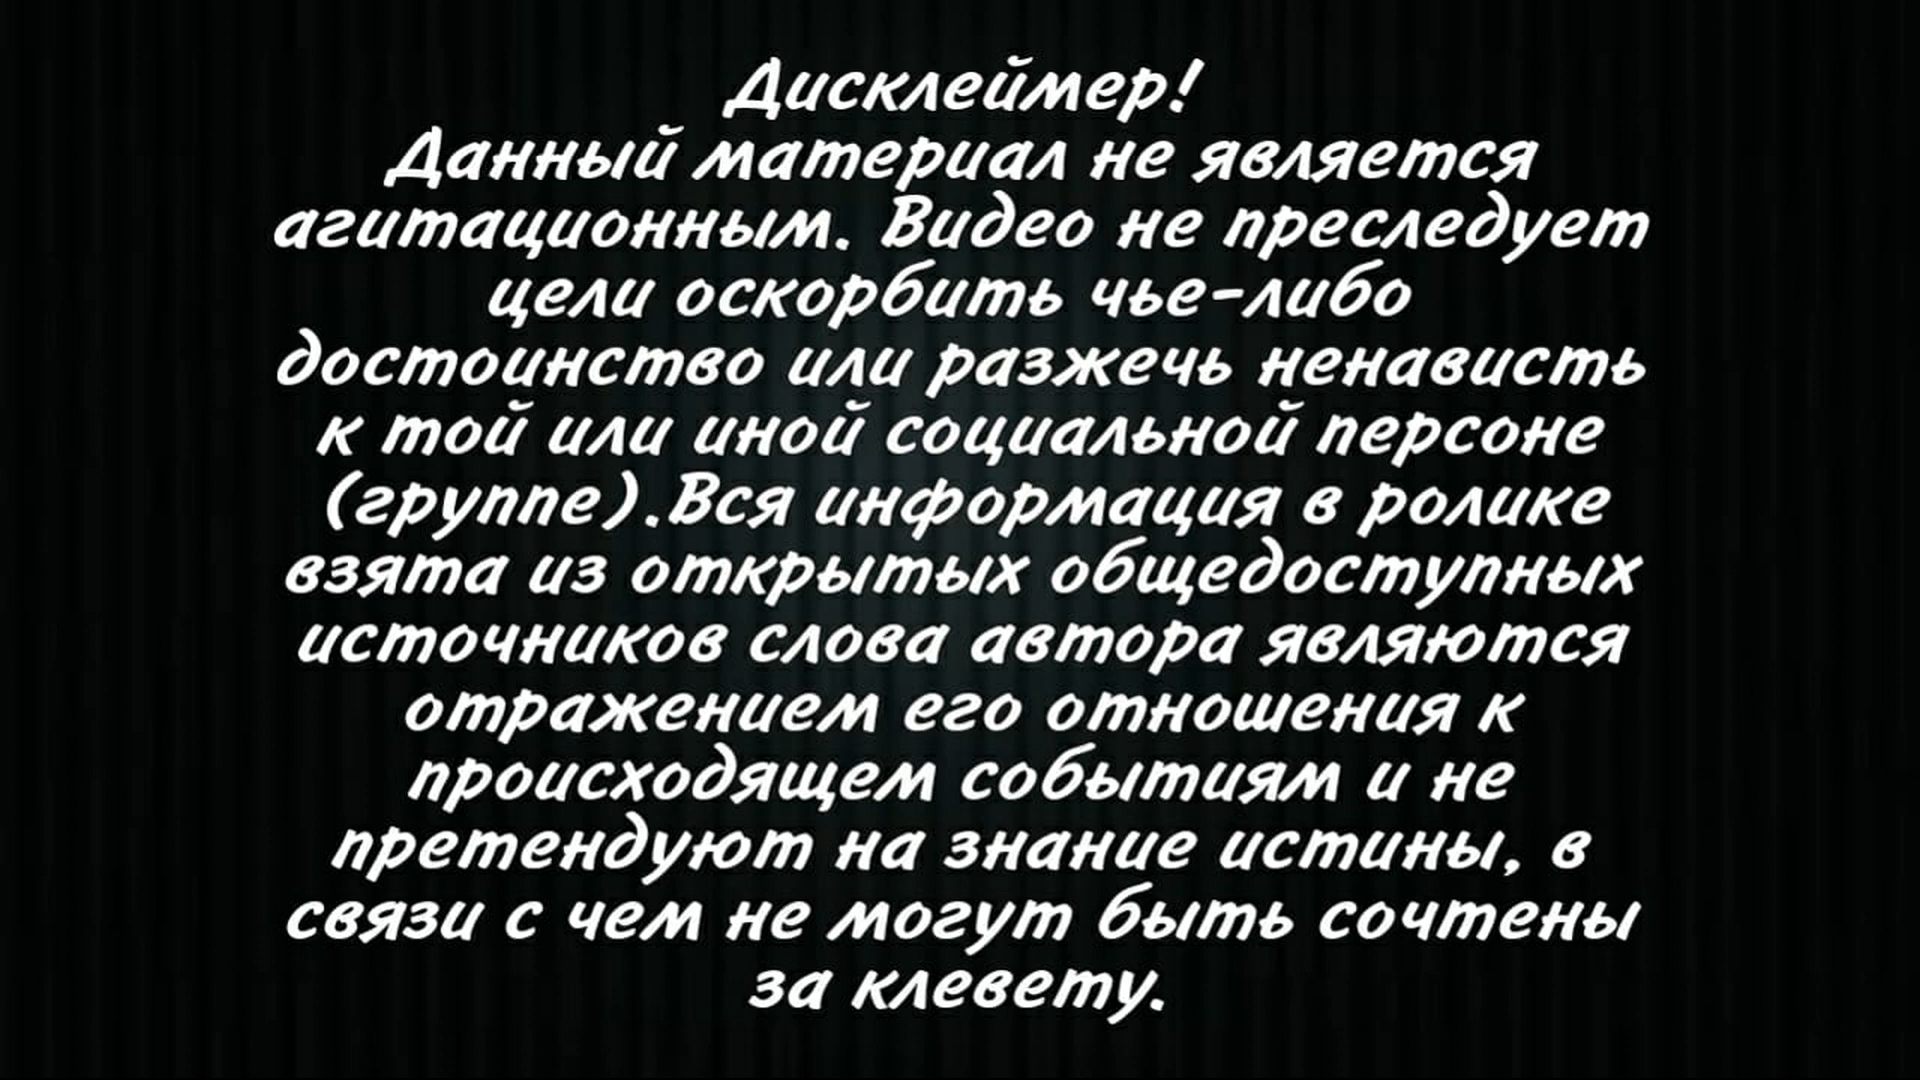 Дисклеймер!
Данный материал не является
агитационным. Видео не преследует
цели оскорбить чье-либо
достоинство или разжечь ненависть
к той или иной социальной персоне
(группе).Вся информация в ролике
взята из открытых общедоступных
источников слова автора являются
отражением его отношения к
происходящем событиям и не
претендуют на знание истины, в
связи с чем не могут быть сочтены
за клевету.